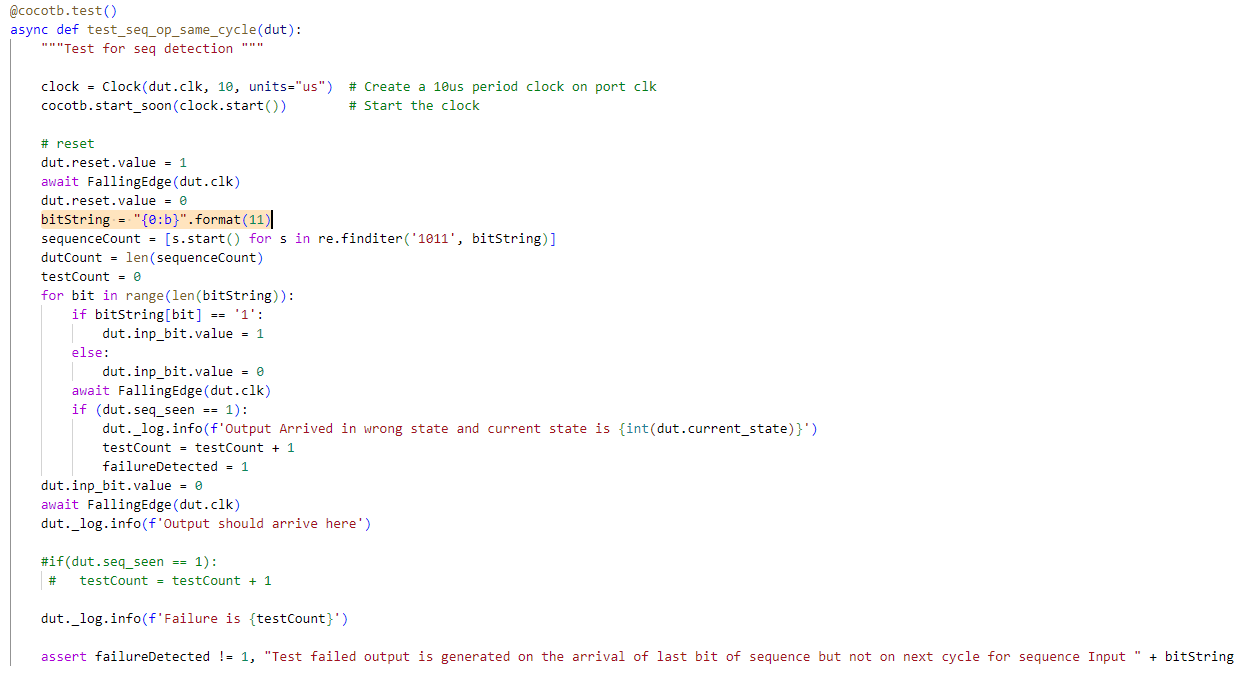 @cocotb.test()
async def test_seq_op_same_cycle(dut):
    """Test for seq detection """
    clock = Clock(dut.clk, 10, units="us")  # Create a 10us period clock on port clk
    cocotb.start_soon(clock.start())        # Start the clock
    # reset
    dut.reset.value = 1
    await FallingEdge(dut.clk)
    dut.reset.value = 0
    bitString = "{0:b}".format(11)
    sequenceCount = [s.start() for s in re.finditer('1011', bitString)]
    dutCount = len(sequenceCount)
    testCount = 0
    for bit in range(len(bitString)):
        if bitString[bit] == '1':
            dut.inp_bit.value = 1
        else:
            dut.inp_bit.value = 0
        await FallingEdge(dut.clk)
        if (dut.seq_seen == 1):
            dut._log.info(f'Output Arrived in wrong state and current state is {int(dut.current_state)}')
            testCount = testCount + 1
            failureDetected = 1
    dut.inp_bit.value = 0
    await FallingEdge(dut.clk)
    dut._log.info(f'Output should arrive here')
    #if(dut.seq_seen == 1):
     #   testCount = testCount + 1
    dut._log.info(f'Failure is {testCount}')
    assert failureDetected != 1, "Test failed output is generated on the arrival of last bit of sequence but not on next cycle for sequence Input " + bitString